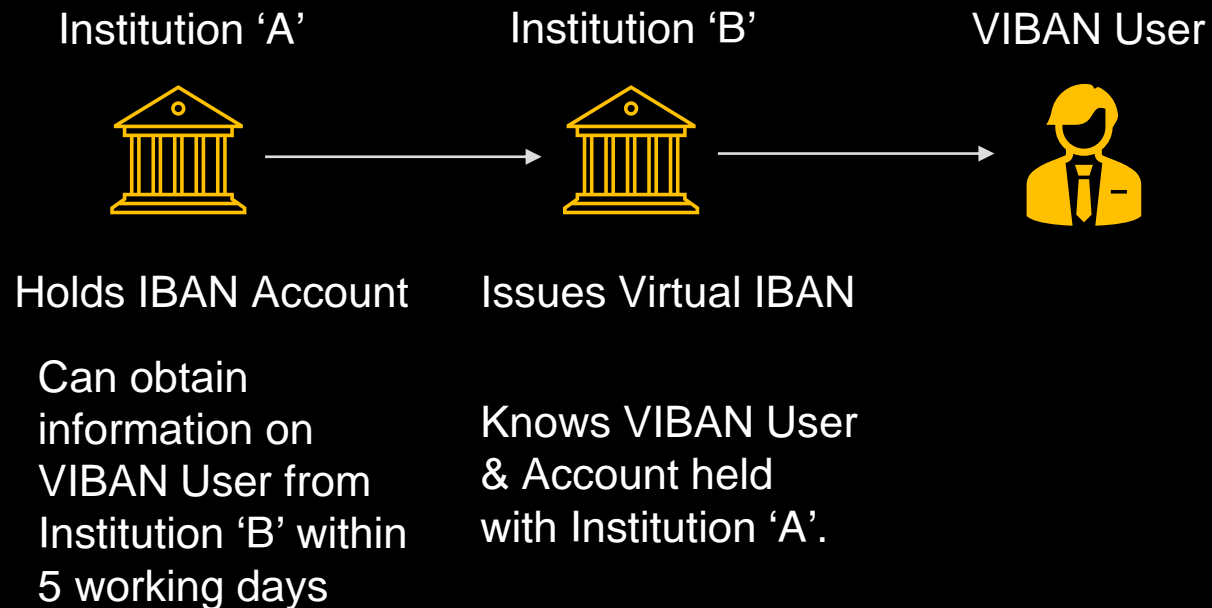 Institution ‘A’
Institution ‘B’
VIBAN User
Holds IBAN Account
Issues Virtual IBAN
Can obtain
information on
VIBAN User from
Institution ‘B’ within
5 working days
Knows VIBAN User
& Account held
with Institution ‘A’.